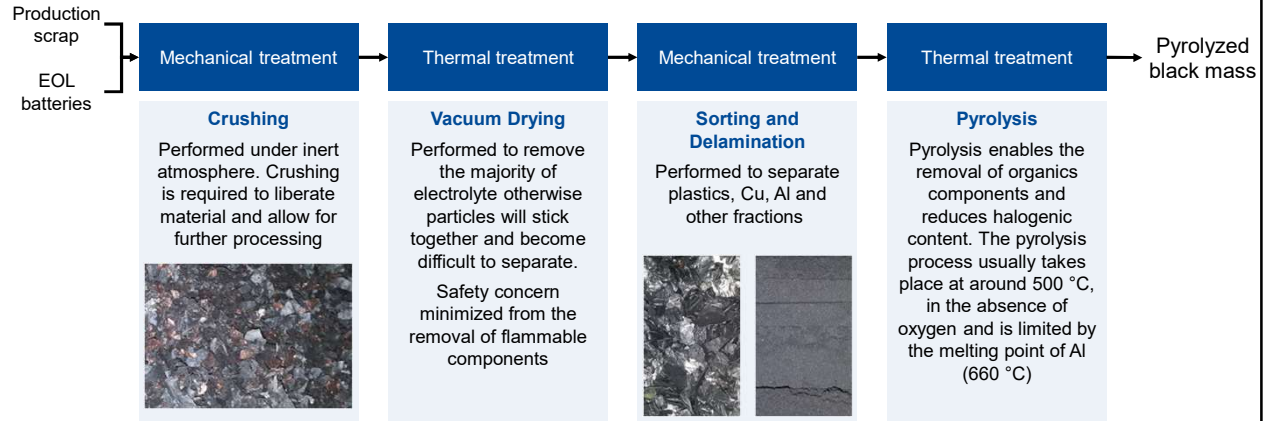 Production
scrap
EOL
batteries
Mechanical treatment
Thermal treatment
Mechanical treatment
Thermal treatment
Pyrolyzed
black mass
Crushing
Performed under inert
atmosphere. Crushing
is required to liberate
material and allow for
further processing
Vacuum Drying
Performed to remove
the majority of
electrolyte otherwise
particles will stick
together and become
difficult to separate.
Safety concern
minimized from the
removal of flammable
components
Sorting and
Delamination
Performed to separate
plastics, Cu, Al and
other fractions
Pyrolysis
Pyrolysis enables the
removal of organics
components and
reduces halogenic
content. The pyrolysis
process usually takes
place at around 500 °C,
in the absence of
oxygen and is limited by
the melting point of Al
(660 °C)